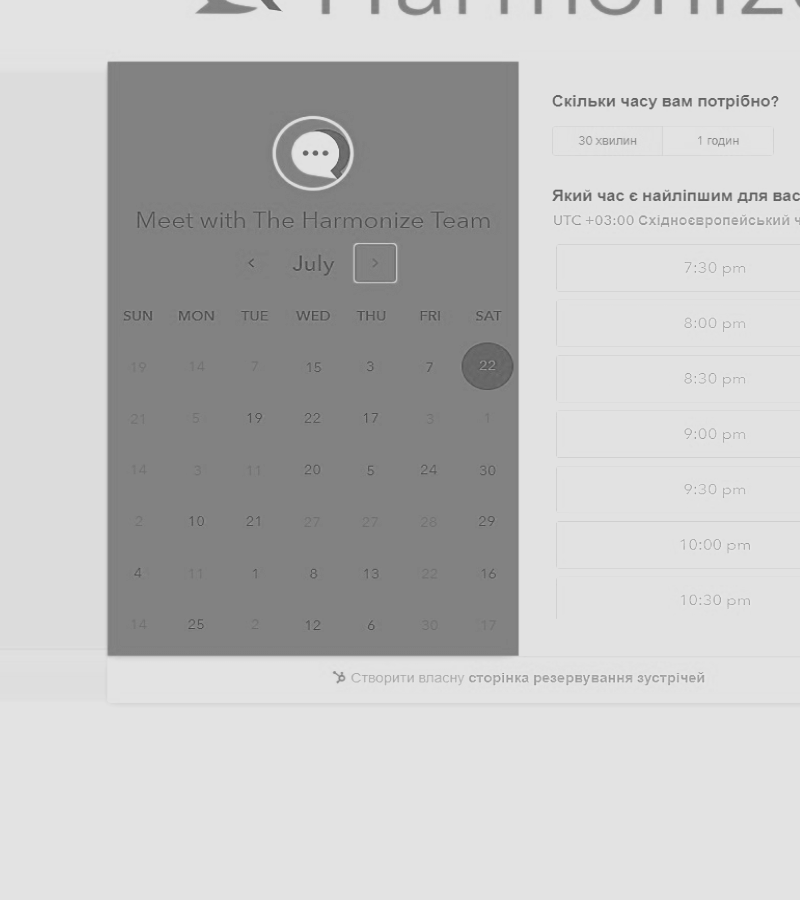 Harmonize
Meet with The Harmonize Team
July
SUN MON TUE WED THU FRI SAT
19 14 7 15 3 7 22
21 5 19 22 17 3 1
14 3 11 20 5 24 30
2 10 21 27 27 28 29
4 11 1 8 13 22 16
14 25 2 12 6 30 17
Скільки часу вам потрібно?
30 хвилин 1 годин
Який час є найліпшим для вас
UTC +03:00 Східноєвропейський ч
7:30 pm
8:00 pm
8:30 pm
9:00 pm
9:30 pm
10:00 pm
10:30 pm
Створити власну сторінка резервування зустрічей